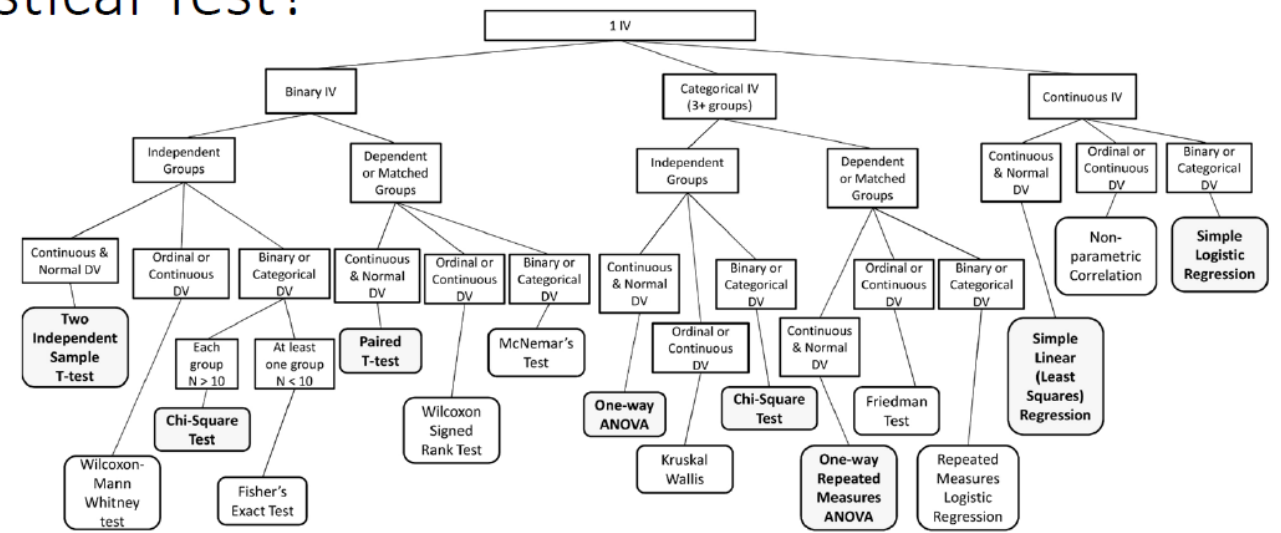 1 IV
Binary IV
Categorical IV
(3+ groups)
Continuous IV
Independent
Groups
Dependent
or Matched
Groups
Independent
Groups
Dependent
or Matched
Groups
Continuous
& Normal
DV
Ordinal or
Continuous
DV
Binary or
Categorical
DV
Continuous &
Normal DV
Ordinal or
Continuous
DV
Binary or
Categorical
DV
Continuous
& Normal
DV
Ordinal or
Continuous
DV
Binary or
Categorical
DV
Continuous
& Normal
DV
Ordinal or
Continuous
DV
Binary or
Categorical
DV
Continuous
& Normal
DV
Ordinal or
Continuous
DV
Binary or
Categorical
DV
Non-
parametric
Correlation
Simple
Logistic
Regression
Two
Independent
Sample
T-test
Each
group
N > 10
At least
one group
N < 10
Paired
T-test
McNemar's
Test
Simple
Linear
(Least
Squares)
Regression
Chi-Square
Test
Wilcoxon
Signed
Rank Test
One-way
ANOVA
Chi-Square
Test
Friedman
Test
Wilcoxon-
Mann
Whitney
test
Fisher's
Exact Test
Kruskal
Wallis
One-way
Repeated
Measures
ANOVA
Repeated
Measures
Logistic
Regression